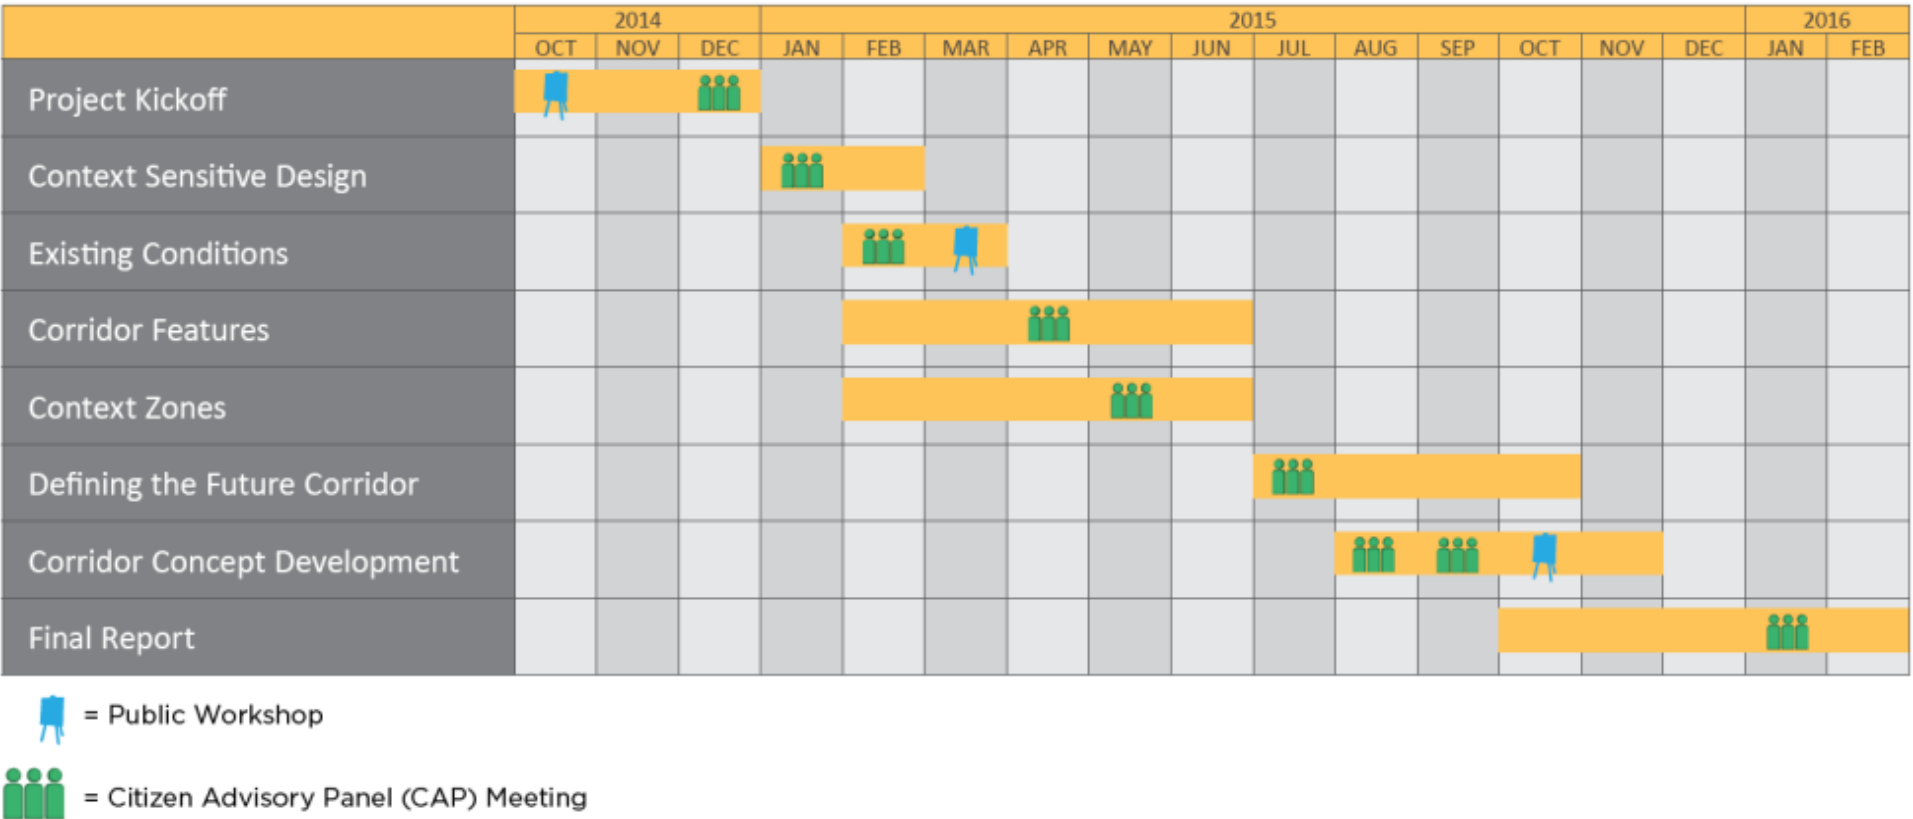 2014 2015 2016
OCT NOV DEC JAN FEB MAR APR MAY JUN JUL AUG SEP OCT NOV DEC JAN FEB
Project Kickoff
Context Sensitive Design
Existing Conditions
Corridor Features
Context Zones
Defining the Future Corridor
Corridor Concept Development
Final Report
= Public Workshop
= Citizen Advisory Panel (CAP) Meeting